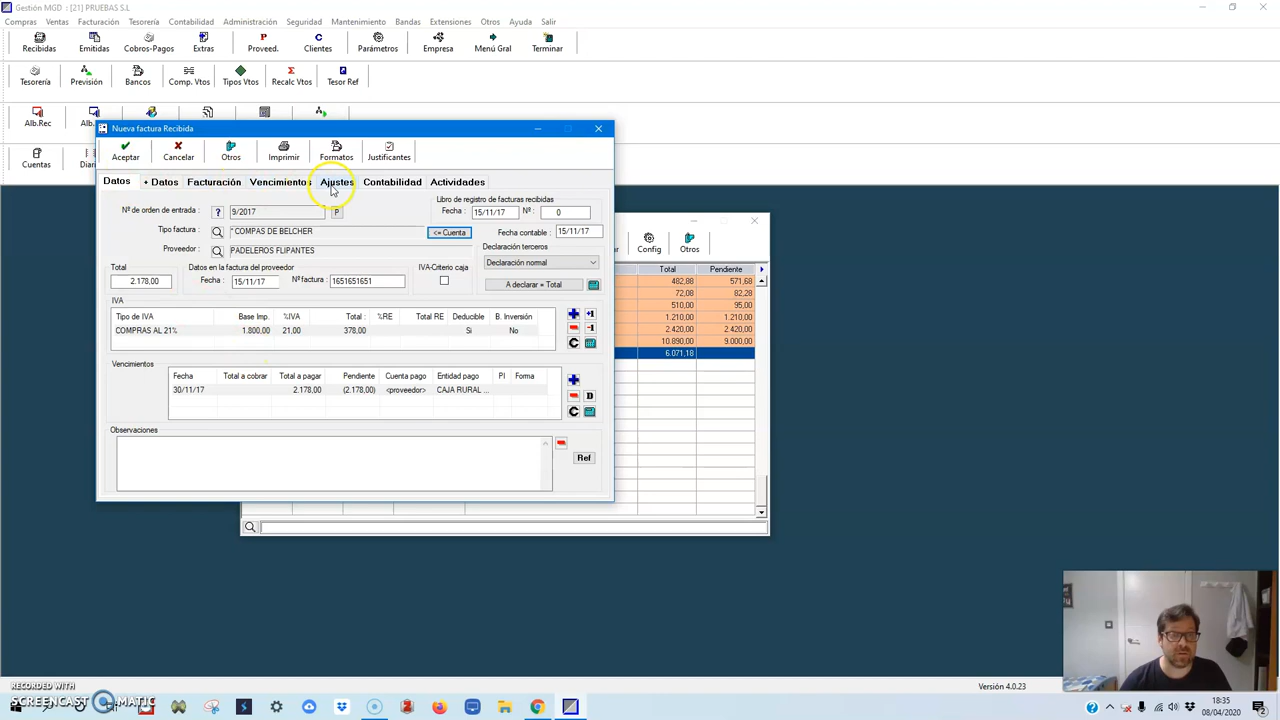 Gestión MGD : [21] PRUEBAS S.L
Compras Ventas Facturación Tesorería Contabilidad Administración Seguridad Mantenimiento Bandas Extensiones Otros Ayuda Salir
Recibidas Emitidas Cobros-Pagos Extras Proveed. Clientes Parámetros Empresa Menú Gral Terminar
Tesorería Previsión Bancos Comp. Vtos Tipos Vtos Recalc Vtos Tesor Ref
Alb.Rec Alb.
Cuentas Diari
Nueva factura Recibida
Aceptar Cancelar Otros Imprimir Formatos Justificantes
Datos + Datos Facturación Vencimientos Ajustes Contabilidad Actividades
Libro de registro de facturas recibidas
Nº de orden de entrada : ? 9/2017 P Fecha : 15/11/17 Nº : 0
Tipo factura : * COMPAS DE BELCHER <= Cuenta Fecha contable : 15/11/17
Proveedor : PADELEROS FLIPANTES Declaración terceros
Declaración normal
Total Datos en la factura del proveedor IVA-Criterio caja
2.178,00 Fecha : 15/11/17 Nº factura : 1651651651 A declarar = Total
IVA
Tipo de IVA Base Imp. %IVA Total : %RE Total RE Deducible B. Inversión
COMPRAS AL 21% 1.800,00 21,00 378,00 Si No
+1
-1
C
Vencimientos
Fecha Total a cobrar Total a pagar Pendiente Cuenta pago Entidad pago PI Forma
30/11/17 2.178,00 (2.178,00) <proveedor> CAJA RURAL ...
D
C
Observaciones
Ref
Config Otros
Total Pendiente
482,88 571,68
72,08 82,28
510,00 95,00
1.210,00 1.210,00
2.420,00 2.420,00
10.890,00 9.000,00
6.071,18
Versión 4.0.23
RECORDED WITH
SCREENCAST MATIC
18:35
08/04/2020